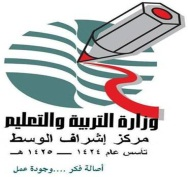 وزارة التربية والتعليم
مركز إشراف الوسط
تأسس عام ١٤٢٤ — ١٤٢٥ هـ
أصالة فكر ....وجودة عمل